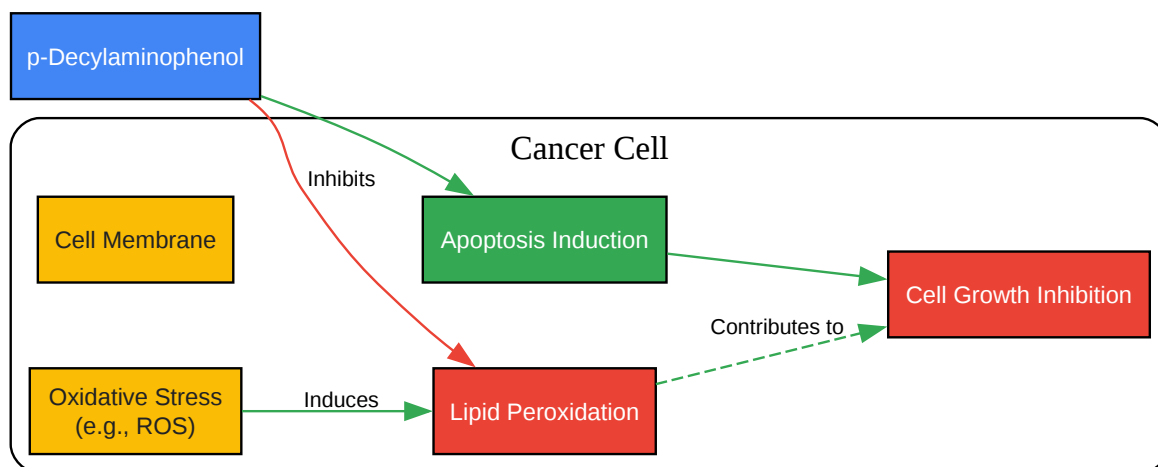 p-Decylaminophenol
Cancer Cell
Inhibits
Cell Membrane
Apoptosis Induction
Cell Growth Inhibition
Contributes to
Oxidative Stress
(e.g., ROS)
Induces
Lipid Peroxidation